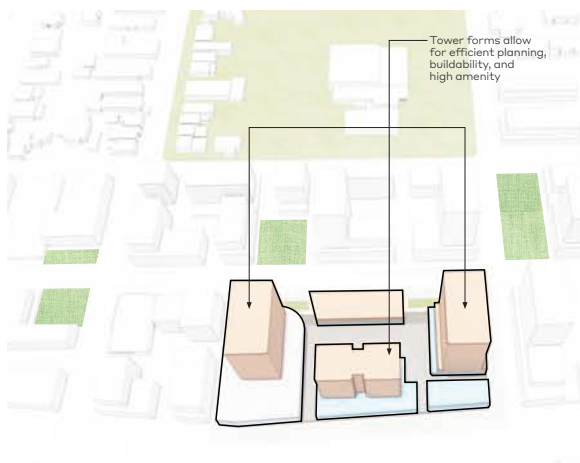 Tower forms allow
for efficient planning,
buildability, and
high amenity